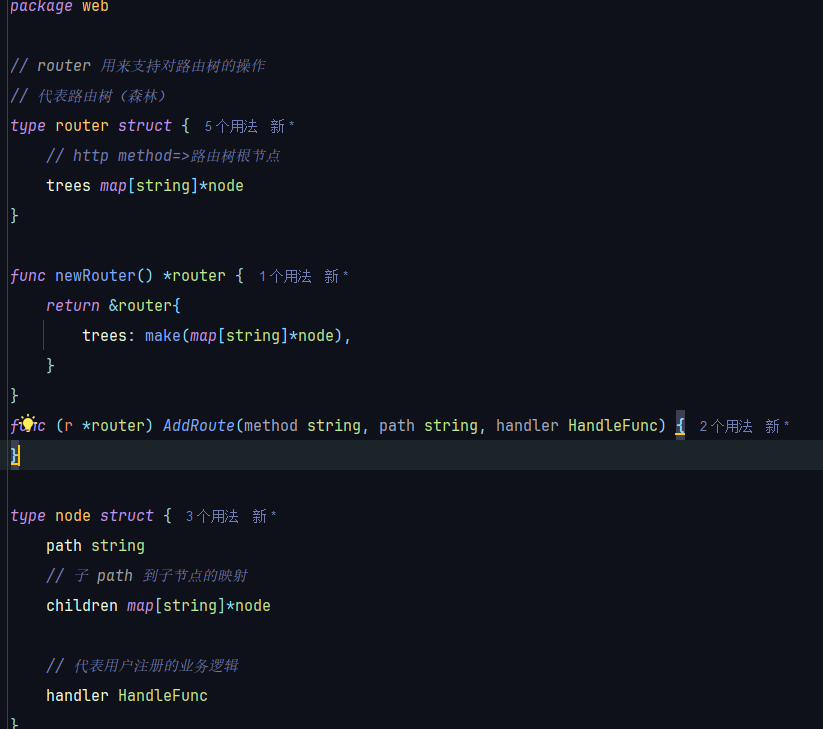 package web
// router 用来支持对路由树的操作
// 代表路由树（森林）
type router struct { 5 个用法 新 *
// http method=>路由树根节点
trees map[string]*node
}
func newRouter() *router { 1 个用法 新 *
return &router{
trees: make(map[string]*node),
}
}
func (r *router) AddRoute(method string, path string, handler HandleFunc) { 2 个用法 新 *
}
type node struct { 3 个用法 新 *
path string
// 子 path 到子节点的映射
children map[string]*node
// 代表用户注册的业务逻辑
handler HandleFunc
}